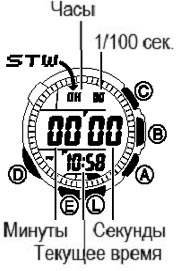 Часы
STW
1/100 сек.
0H 00
00'00
10:58
C
B
A
D
E
L
Минуты
Секунды
Текущее время